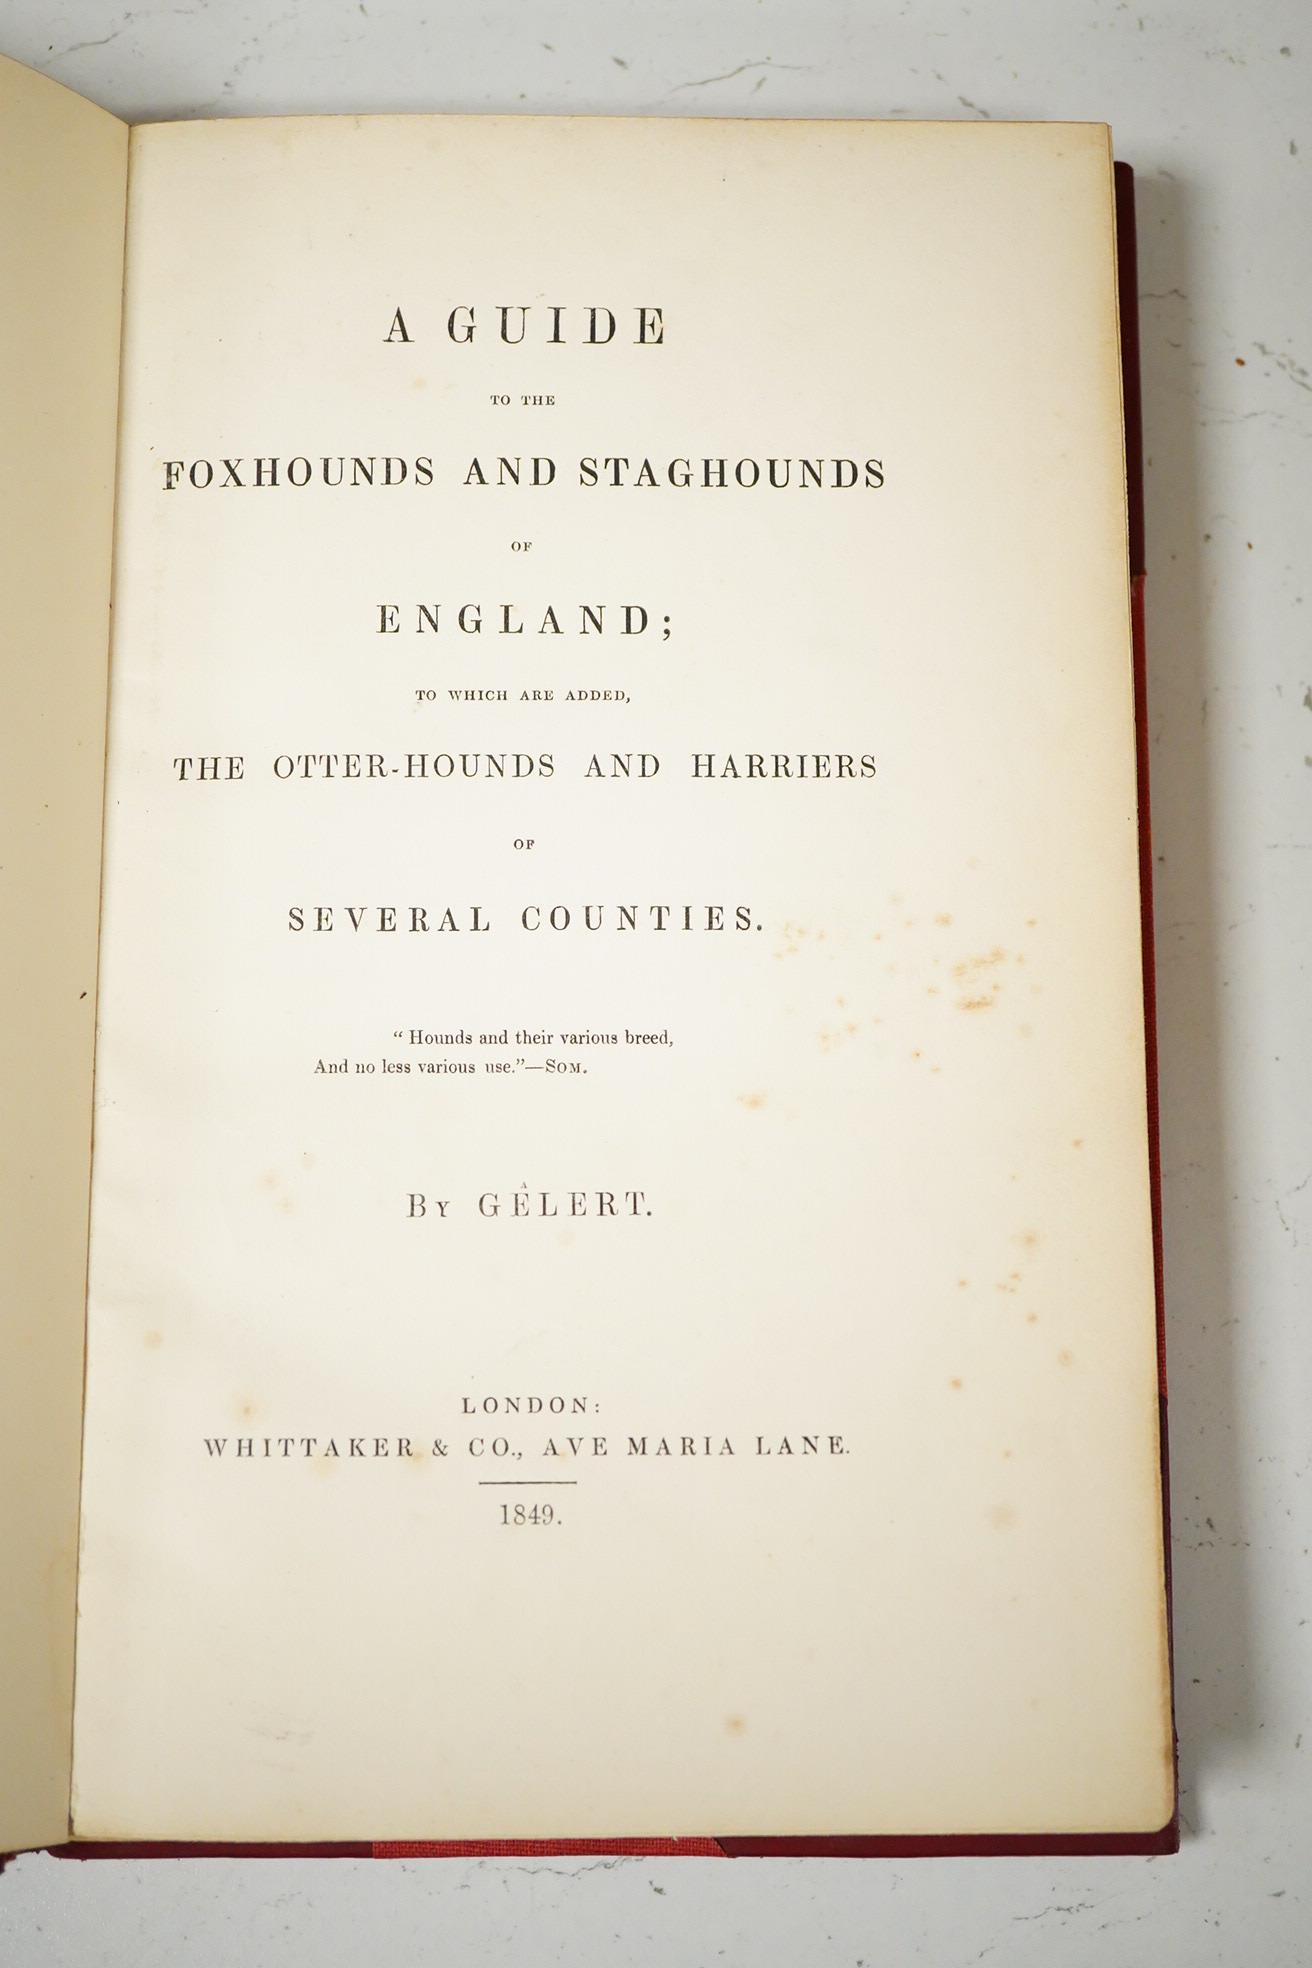 A GUIDE
TO THE
FOXHOUNDS AND STAGHOUNDS
OF
ENGLAND;
TO WHICH ARE ADDED,
THE OTTER-HOUNDS AND HARRIERS
OF
SEVERAL COUNTIES.
“ Hounds and their various breed,
And no less various use.”—SOM.
BY GÊLERT.
LONDON:
WHITTAKER & CO., AVE MARIA LANE.
1849.